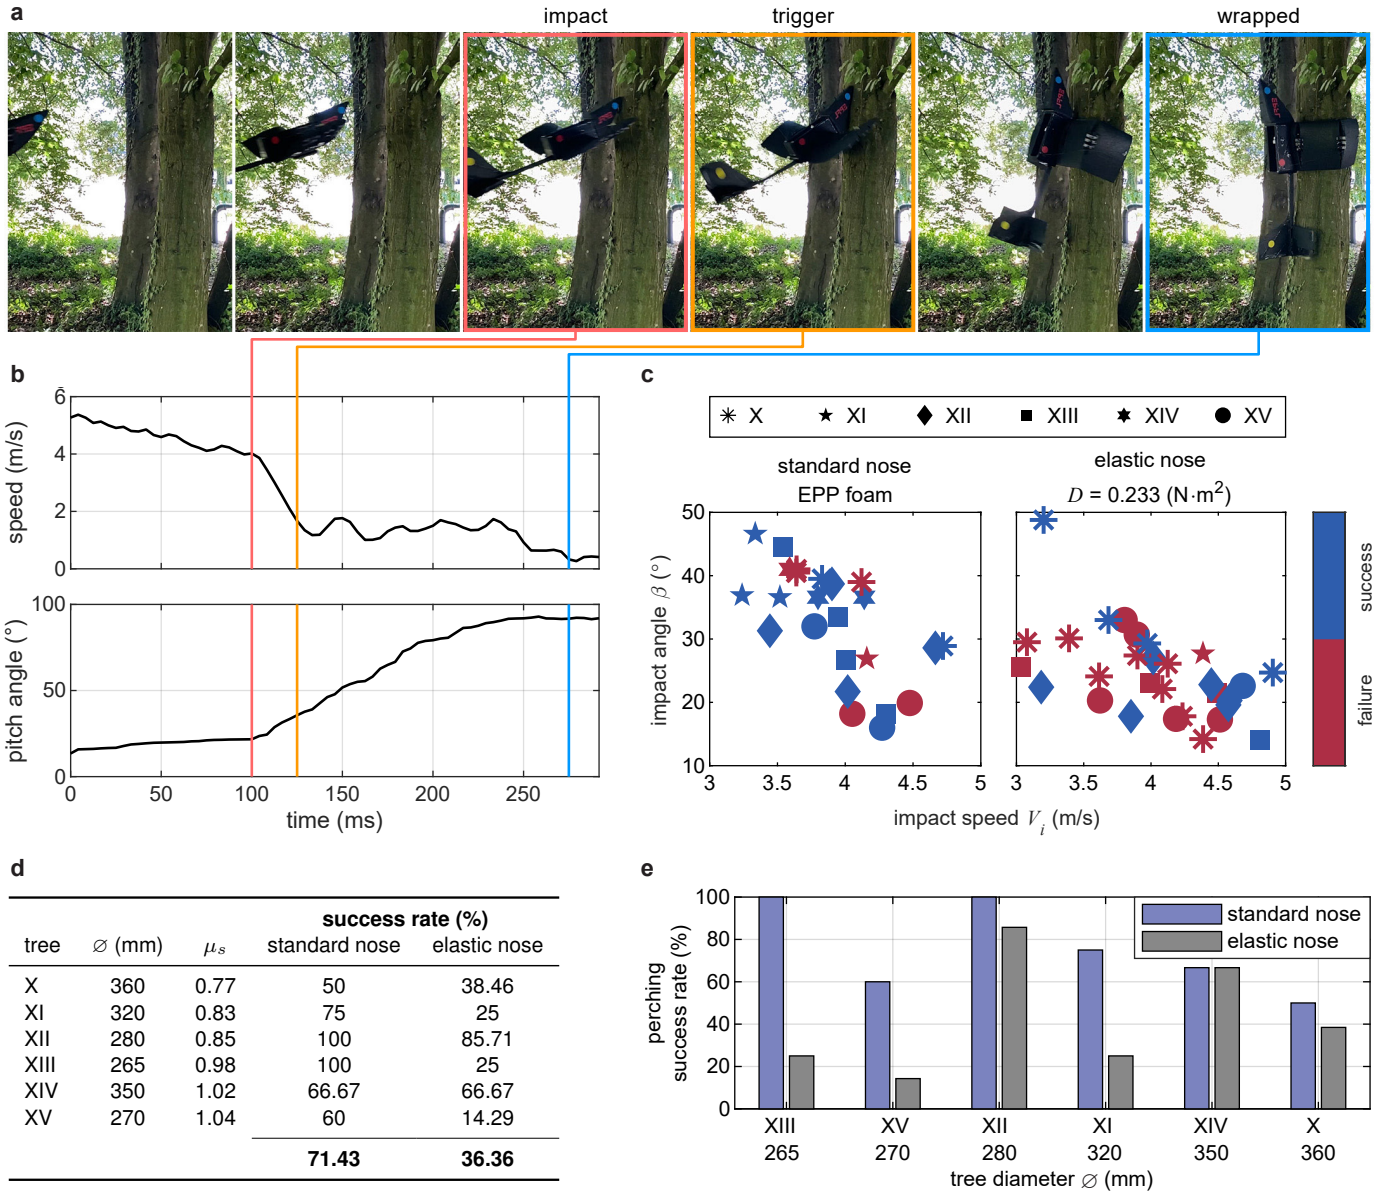 a
impact
trigger
wrapped
b
speed (m/s)
6
4
2
0
pitch angle (°)
100
50
0
0
50
100
150
200
250
time (ms)
c
X
XI
XII
XIII
XIV
XV
standard nose
EPP foam
elastic nose
D = 0.233 (N·m²)
impact angle β (°)
50
40
30
20
10
3
3.5
4
4.5
5
3
3.5
4
4.5
5
impact speed V_i (m/s)
success
failure
d
success rate (%)
tree ∅ (mm) μ_s standard nose elastic nose
X 360 0.77 50 38.46
XI 320 0.83 75 25
XII 280 0.85 100 85.71
XIII 265 0.98 100 25
XIV 350 1.02 66.67 66.67
XV 270 1.04 60 14.29
71.43 36.36
e
perching
success rate (%)
100
80
60
40
20
0
standard nose
elastic nose
XIII XV XII XI XIV X
265 270 280 320 350 360
tree diameter ∅ (mm)